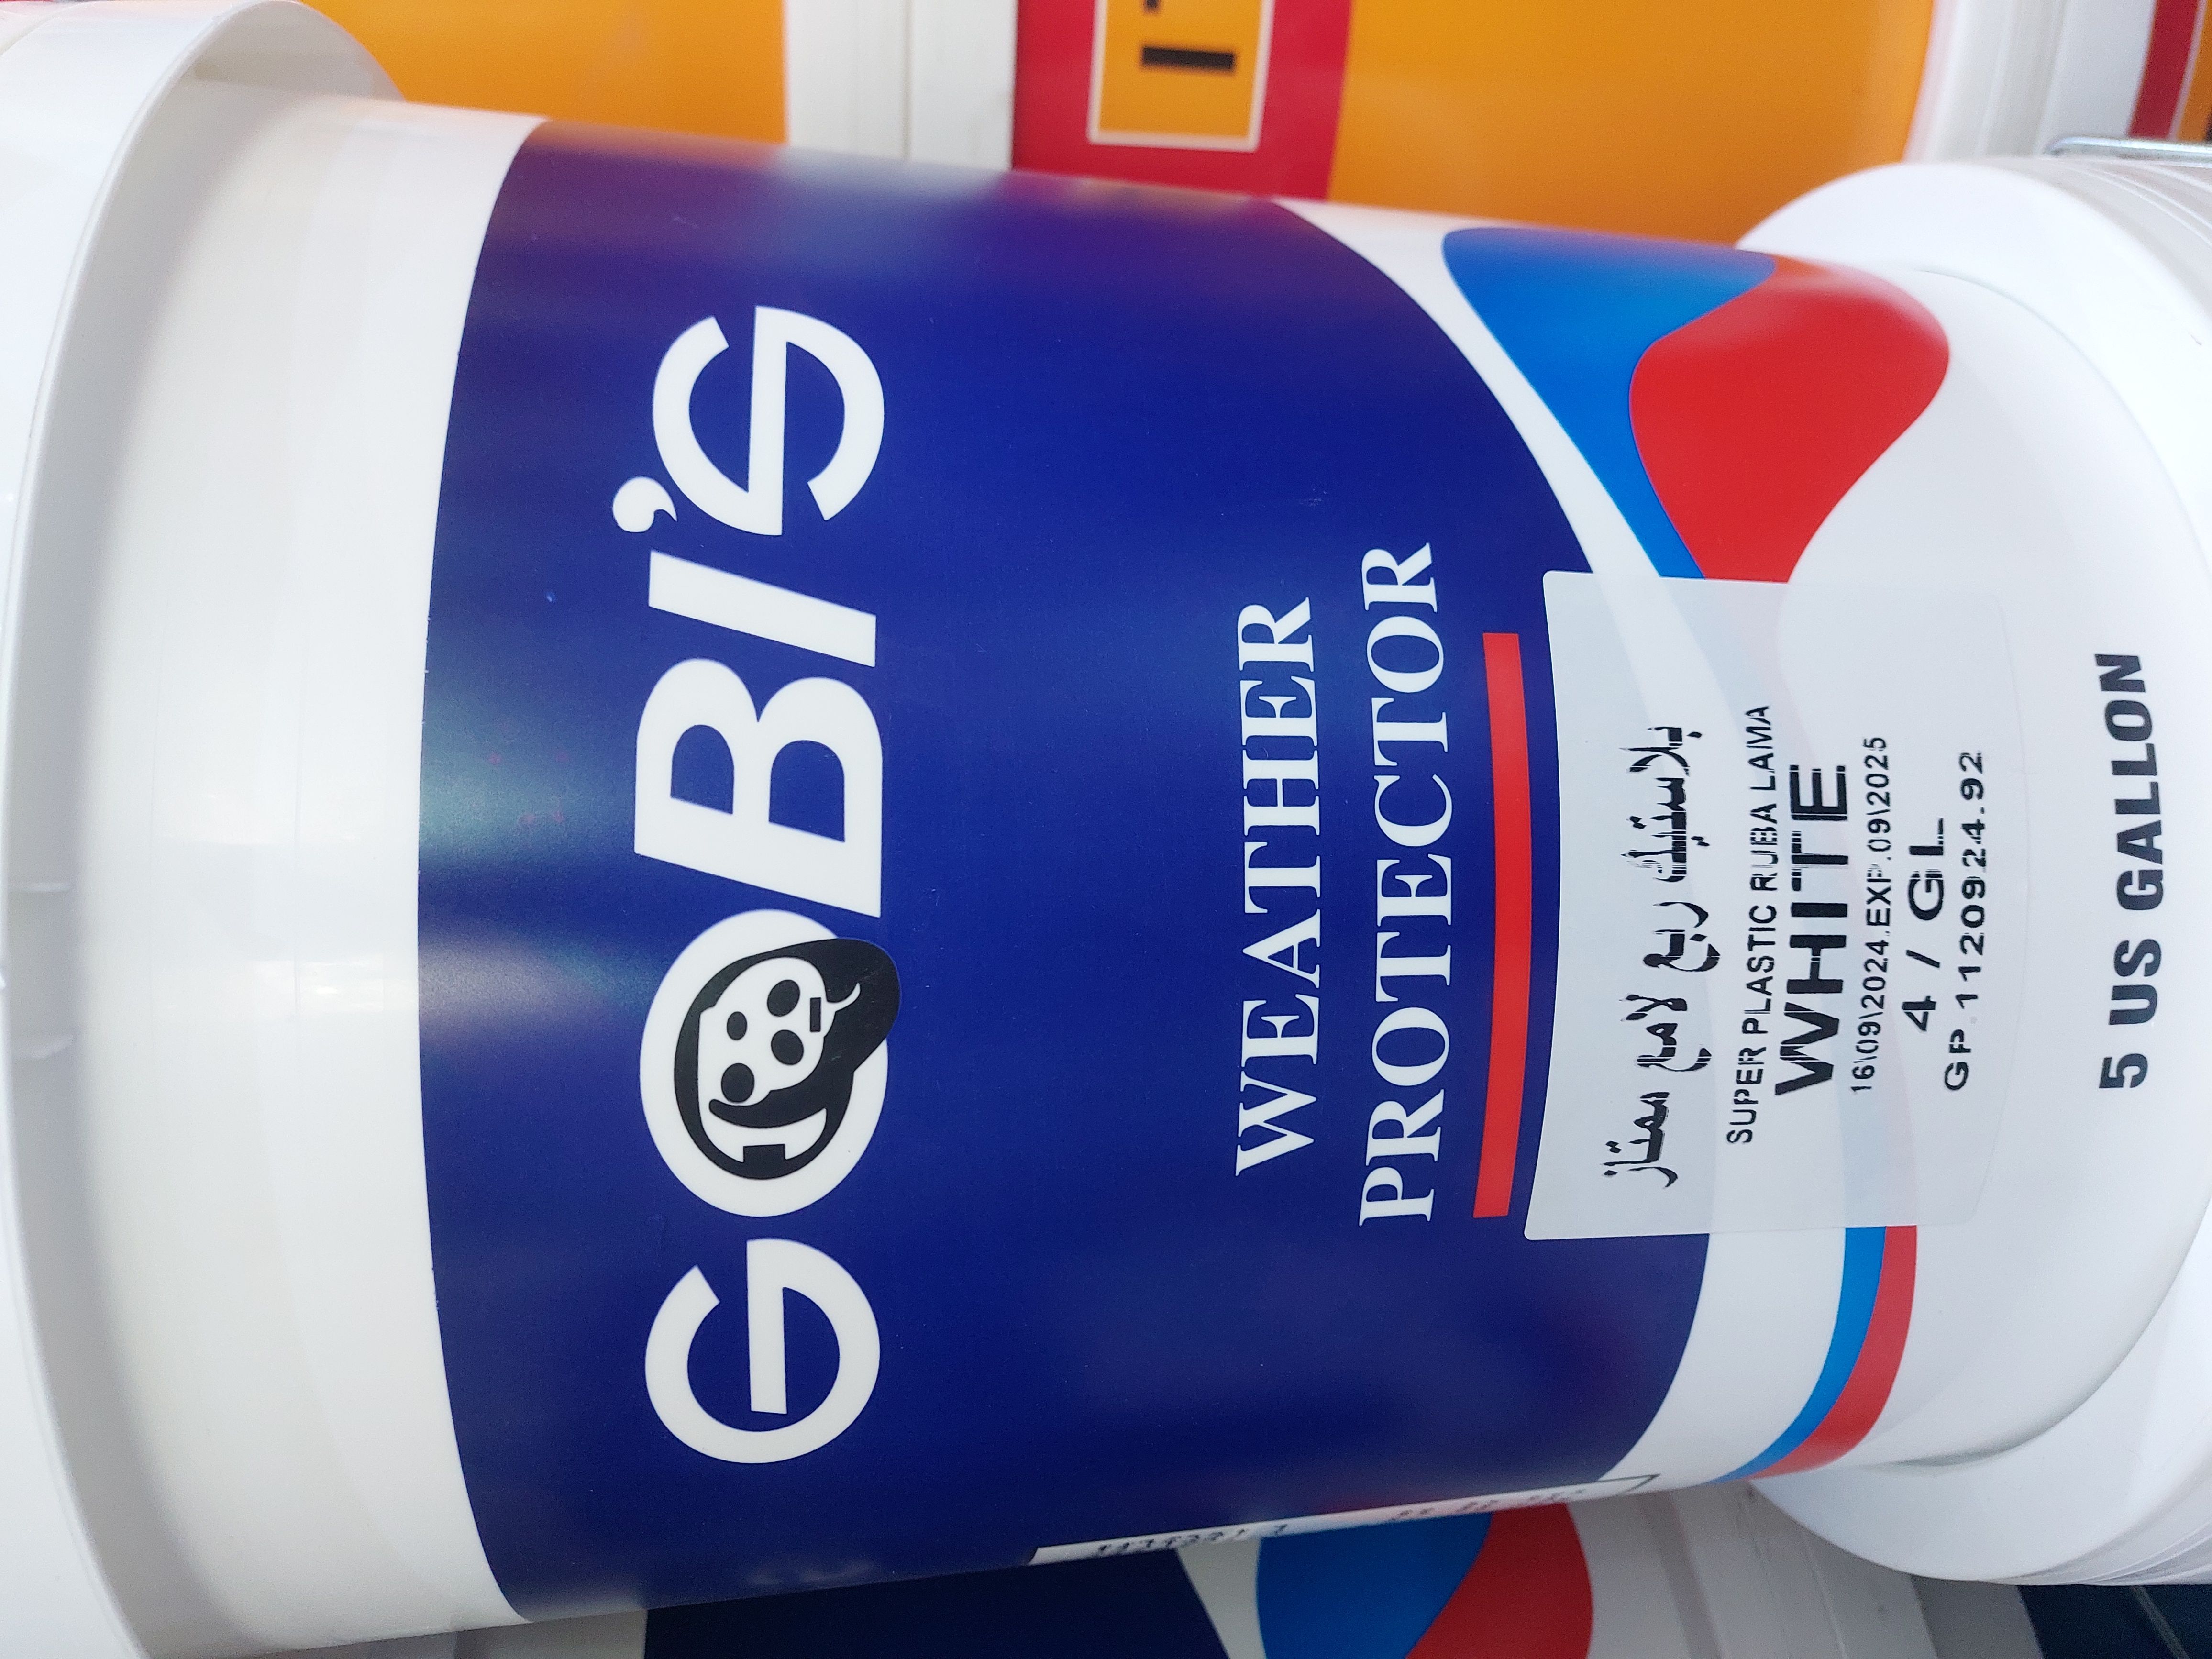 GOBI'S
WEATHER
PROTECTOR
بلاستيك ربع لامع ممتاز
SUPER PLASTIC RUBA LAMA
WHITE
16\09\2024.EXP.09\2025
4 / GL
GP.1120924.92
5 US GALLON